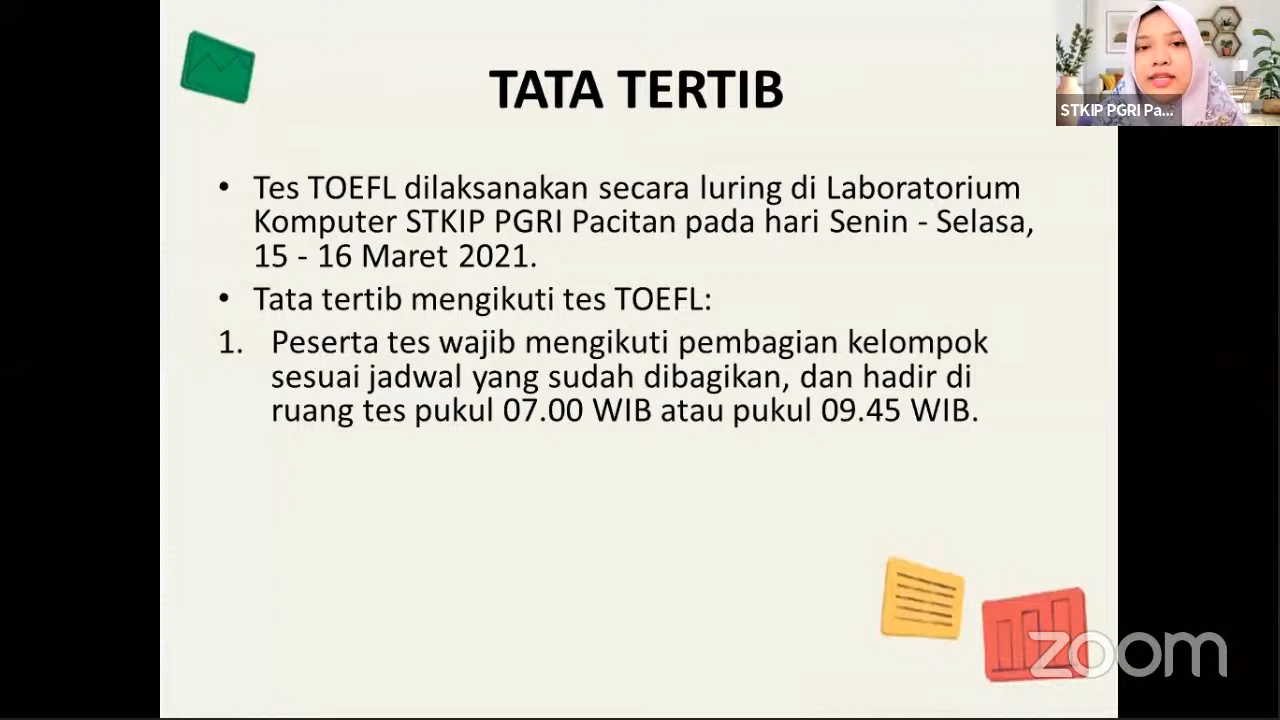 TATA TERTIB
STKIP PGRI Pa...
• Tes TOEFL dilaksanakan secara luring di Laboratorium
Komputer STKIP PGRI Pacitan pada hari Senin - Selasa,
15 - 16 Maret 2021.
• Tata tertib mengikuti tes TOEFL:
1. Peserta tes wajib mengikuti pembagian kelompok
sesuai jadwal yang sudah dibagikan, dan hadir di
ruang tes pukul 07.00 WIB atau pukul 09.45 WIB.
zoom